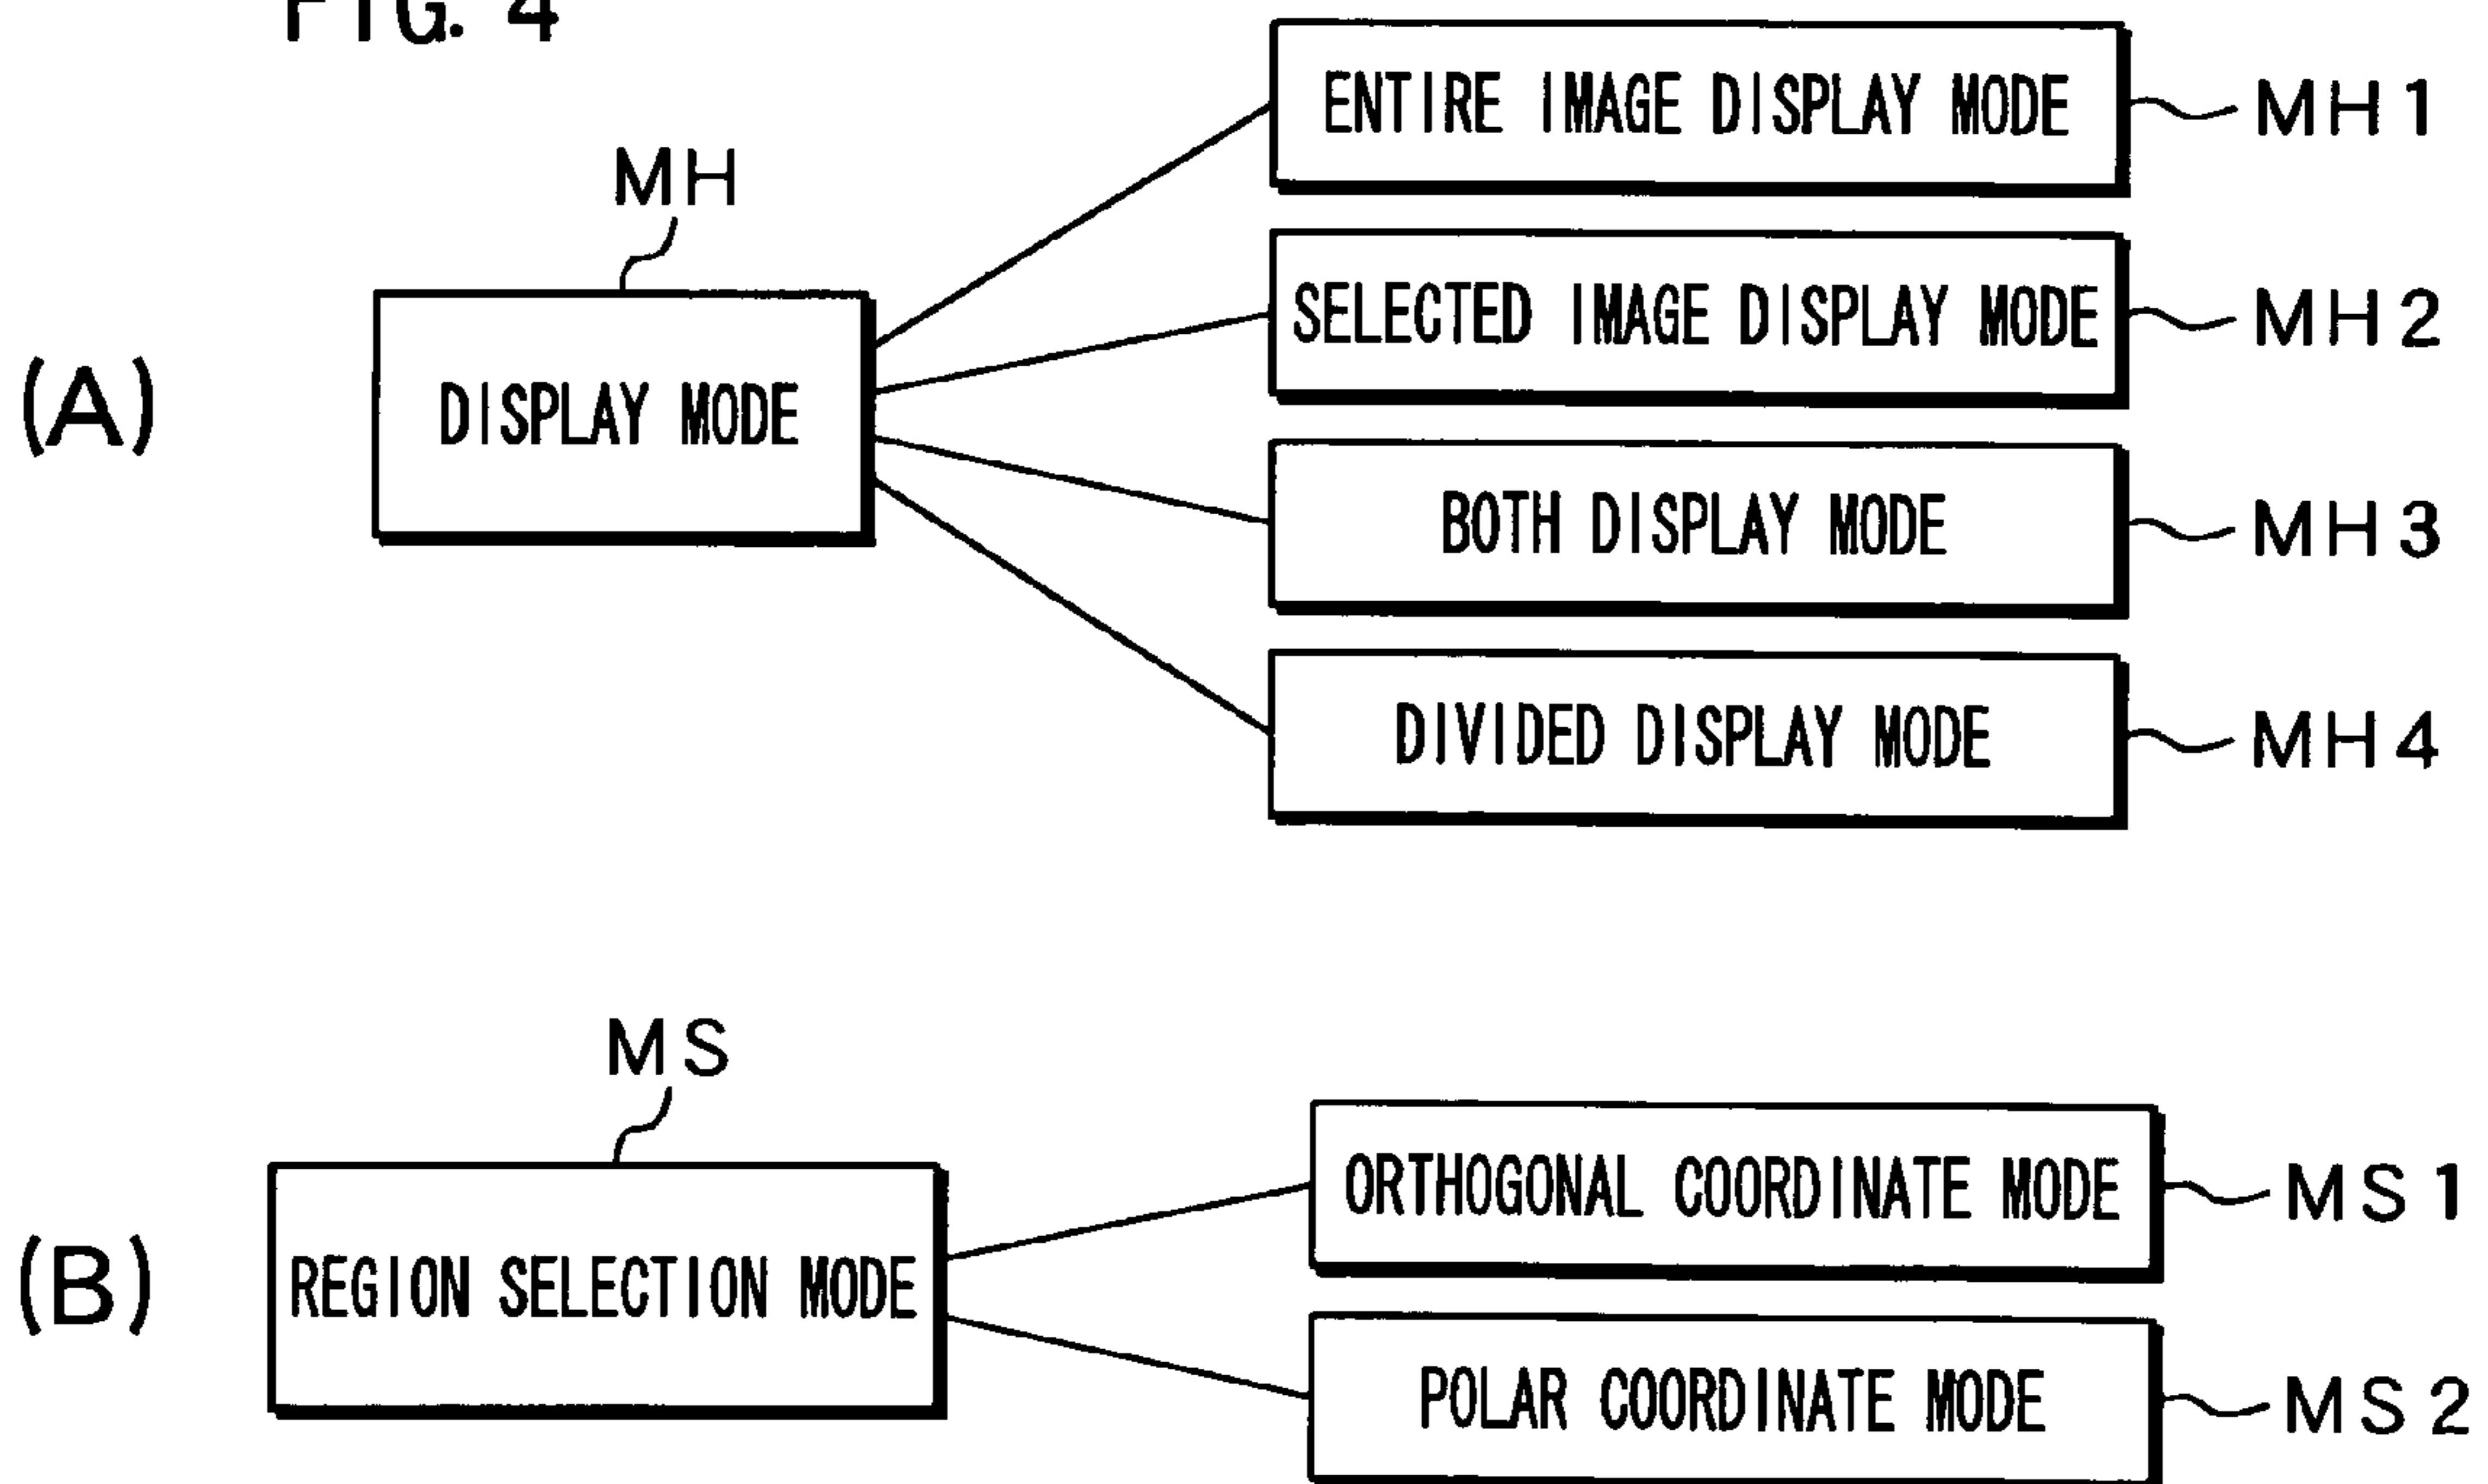 FIG. 4
ENTIRE IMAGE DISPLAY MODE
MH1
MH
SELECTED IMAGE DISPLAY MODE
MH2
(A)
DISPLAY MODE
BOTH DISPLAY MODE
MH3
DIVIDED DISPLAY MODE
MH4
MS
ORTHOGONAL COORDINATE MODE
MS1
(B)
REGION SELECTION MODE
POLAR COORDINATE MODE
MS2